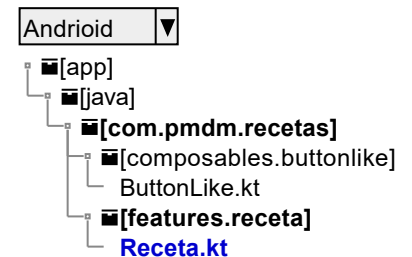 Andrioid
[app]
[java]
[com.pmdm.recetas]
[composables.buttonlike]
ButtonLike.kt
[features.receta]
Receta.kt